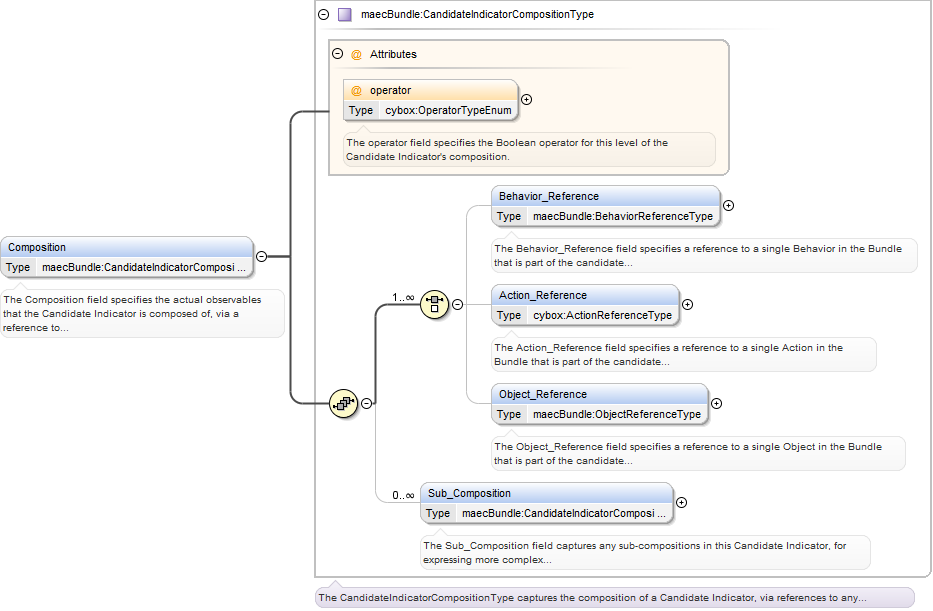 maecBundle:CandidateIndicatorCompositionType
@ Attributes
@ operator
Type cybox:OperatorTypeEnum
The operator field specifies the Boolean operator for this level of the
Candidate Indicator's composition.
Composition
Type maecBundle:CandidateIndicatorComposi ...
The Composition field specifies the actual observables
that the Candidate Indicator is composed of, via a
reference to...
1..∞
Behavior_Reference
Type maecBundle:BehaviorReferenceType
The Behavior_Reference field specifies a reference to a single Behavior in the Bundle
that is part of the candidate...
Action_Reference
Type cybox:ActionReferenceType
The Action_Reference field specifies a reference to a single Action in the
Bundle that is part of the candidate...
Object_Reference
Type maecBundle:ObjectReferenceType
The Object_Reference field specifies a reference to a single Object in the Bundle
that is part of the candidate...
0..∞
Sub_Composition
Type maecBundle:CandidateIndicatorComposi ...
The Sub_Composition field captures any sub-compositions in this Candidate Indicator, for
expressing more complex...
The CandidateIndicatorCompositionType captures the composition of a Candidate Indicator, via references to any...